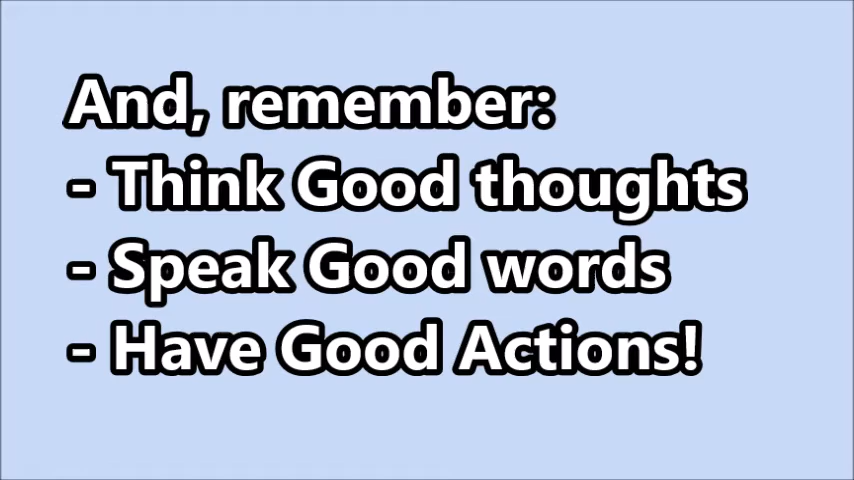 And, remember:
- Think Good thoughts
- Speak Good words
- Have Good Actions!